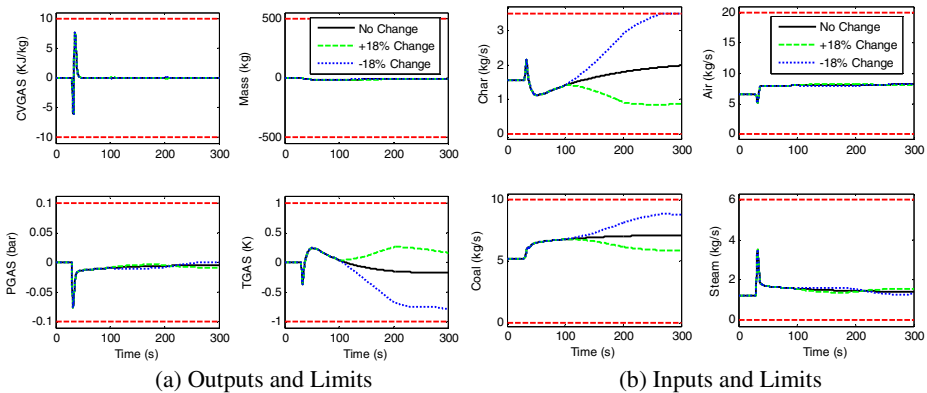 CVGAS (KJ/kg)
10
5
0
-5
-10
0 100 200 300
Mass (kg)
500
0
-500
0 100 200 300
No Change
+18% Change
-18% Change
Char (kg/s)
3
2
1
0
0 100 200 300
Air (kg/s)
20
15
10
5
0
0 100 200 300
No Change
+18% Change
-18% Change
PGAS (bar)
0.1
0.05
0
-0.05
-0.1
0 100 200 300
Time (s)
TGAS (K)
1
0.5
0
-0.5
-1
0 100 200 300
Time (s)
Coal (kg/s)
10
5
0
0 100 200 300
Time (s)
Steam (kg/s)
6
4
2
0
0 100 200 300
Time (s)
(a) Outputs and Limits
(b) Inputs and Limits